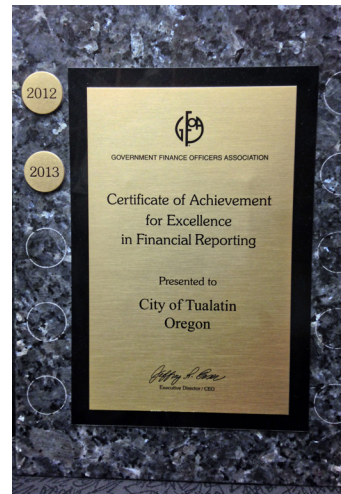 2012
2013
GFOA
GOVERNMENT FINANCE OFFICERS ASSOCIATION
Certificate of Achievement
for Excellence
in Financial Reporting
Presented to
City of Tualatin
Oregon
Executive Director / CEO